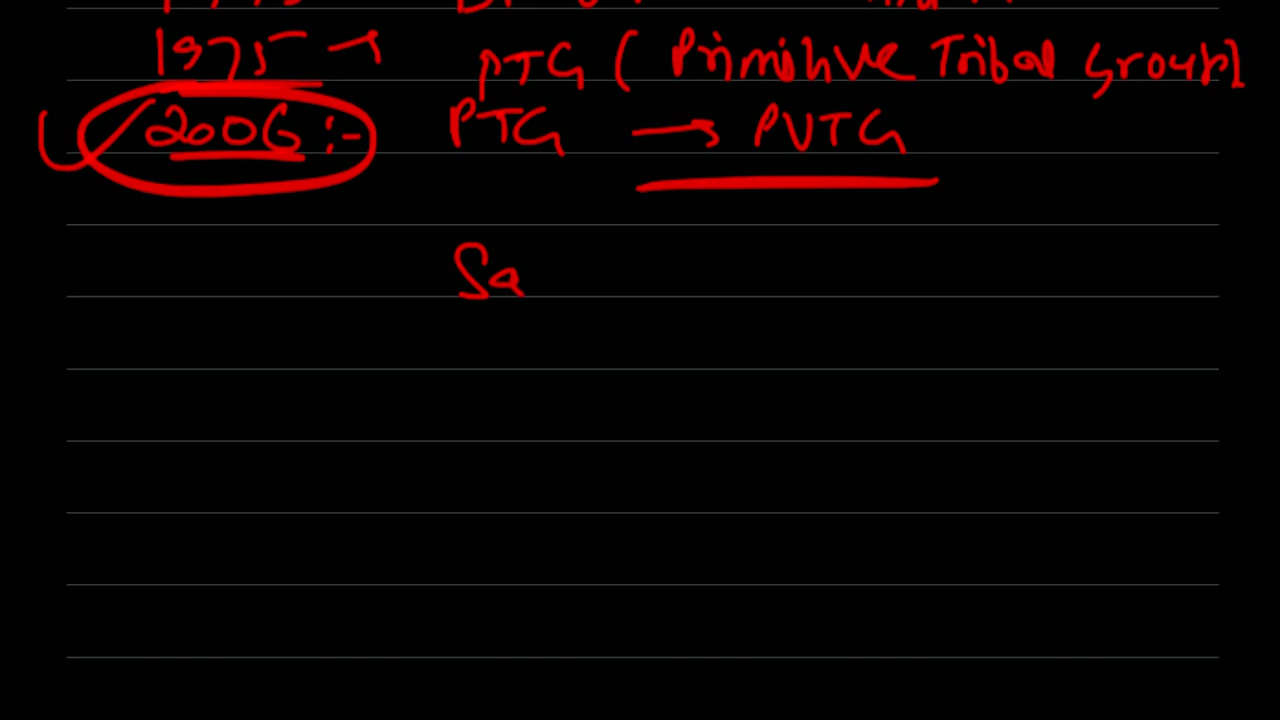 1975 → PTG ( Primitive Tribal Group)
2006 :- PTG → PVTG
Sa